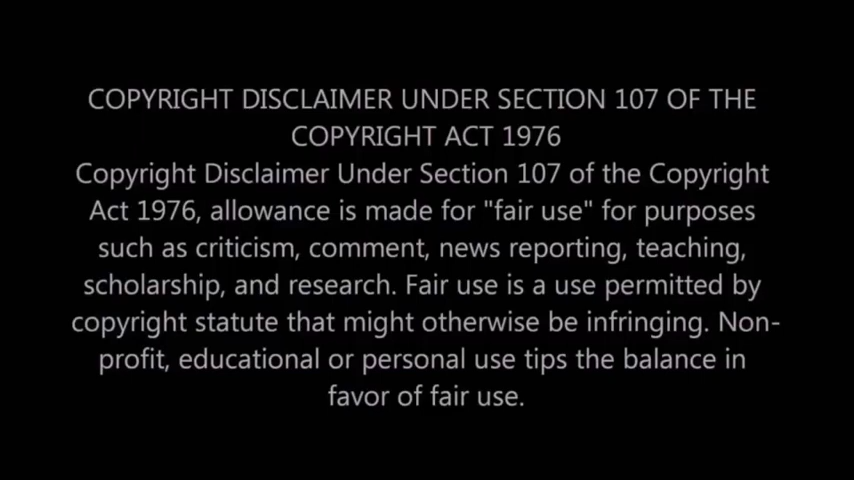 COPYRIGHT DISCLAIMER UNDER SECTION 107 OF THE
COPYRIGHT ACT 1976
Copyright Disclaimer Under Section 107 of the Copyright
Act 1976, allowance is made for "fair use" for purposes
such as criticism, comment, news reporting, teaching,
scholarship, and research. Fair use is a use permitted by
copyright statute that might otherwise be infringing. Non-
profit, educational or personal use tips the balance in
favor of fair use.